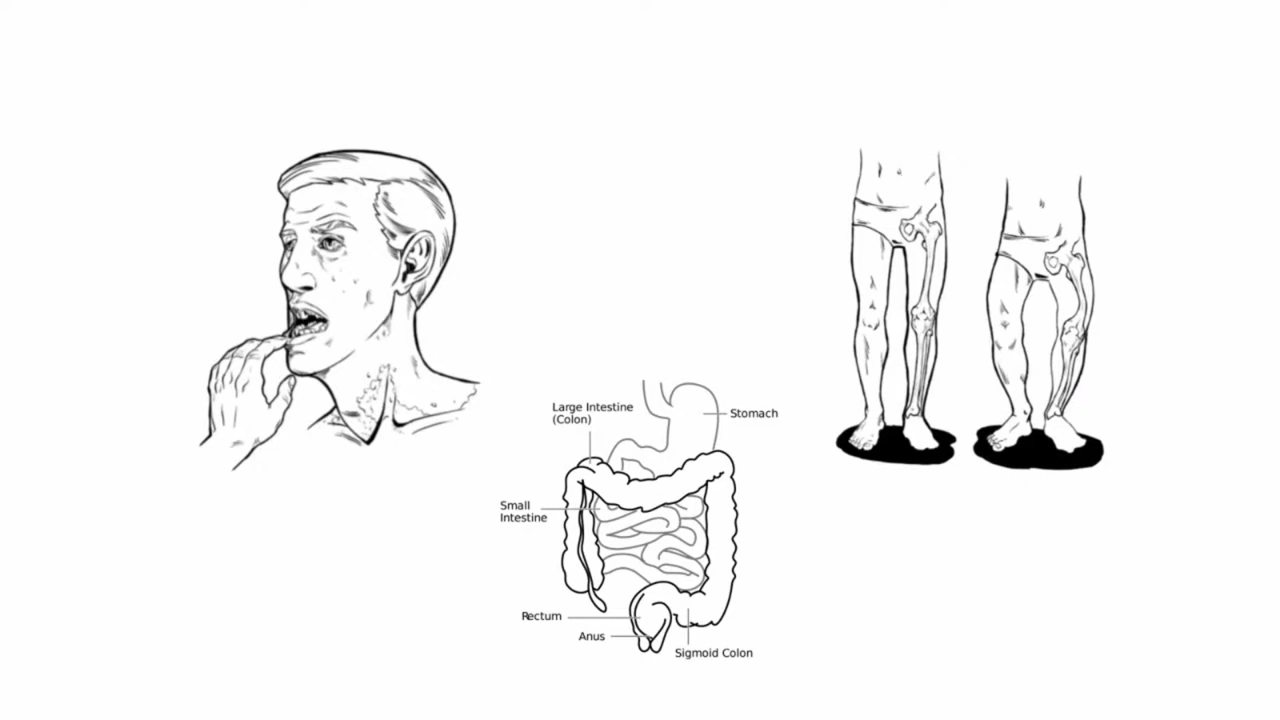 Large Intestine
(Colon)
Stomach
Small
Intestine
Rectum
Anus
Sigmoid Colon